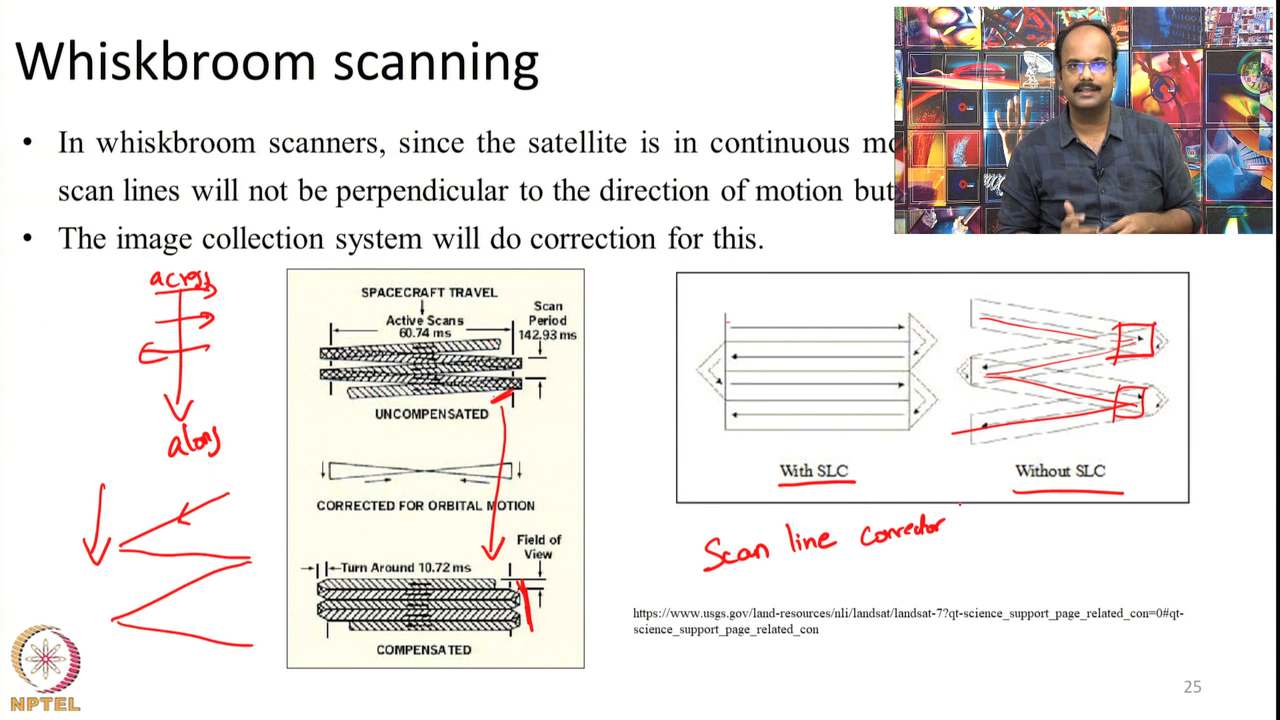 Whiskbroom scanning
• In whiskbroom scanners, since the satellite is in continuous
scan lines will not be perpendicular to the direction of motion but
• The image collection system will do correction for this.
across
along
SPACECRAFT TRAVEL
Active Scans
60.74 ms
Scan
Period
142.93 ms
UNCOMPENSATED
CORRECTED FOR ORBITAL MOTION
Field of
View
Turn Around 10.72 ms
COMPENSATED
With SLC
Without SLC
Scan line corrector
https://www.usgs.gov/land-resources/nli/landsat/landsat-7?qt-science_support_page_related_con=0#qt-
science_support_page_related_con
25
NPTEL